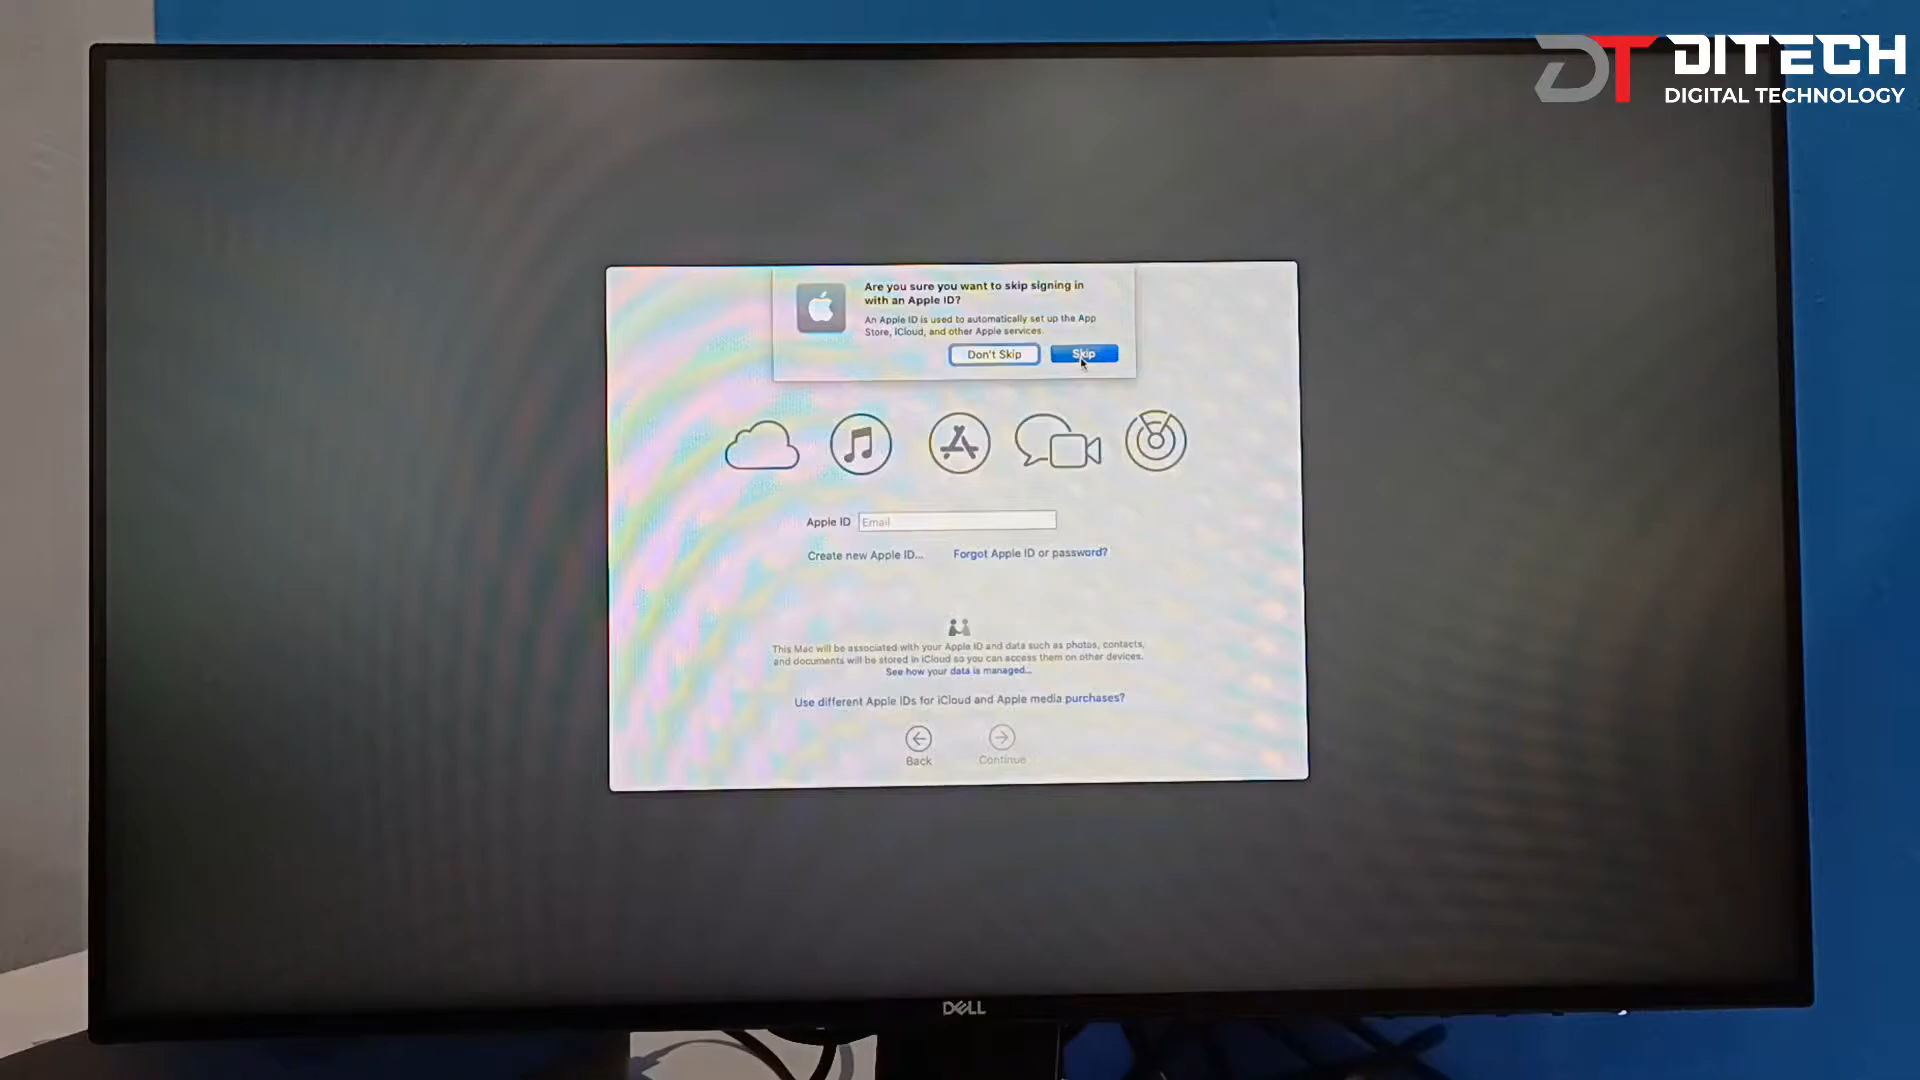 DT DITECH
DIGITAL TECHNOLOGY
Are you sure you want to skip signing in
with an Apple ID?
An Apple ID is used to automatically set up the App
Store, iCloud, and other Apple services.
Don't Skip
Skip
Apple ID
Email
Create new Apple ID...
Forgot Apple ID or password?
This Mac will be associated with your Apple ID and data such as photos, contacts,
and documents will be stored in iCloud so you can access them on other devices.
See how your data is managed...
Use different Apple IDs for iCloud and Apple media purchases?
Back
Continue
DELL